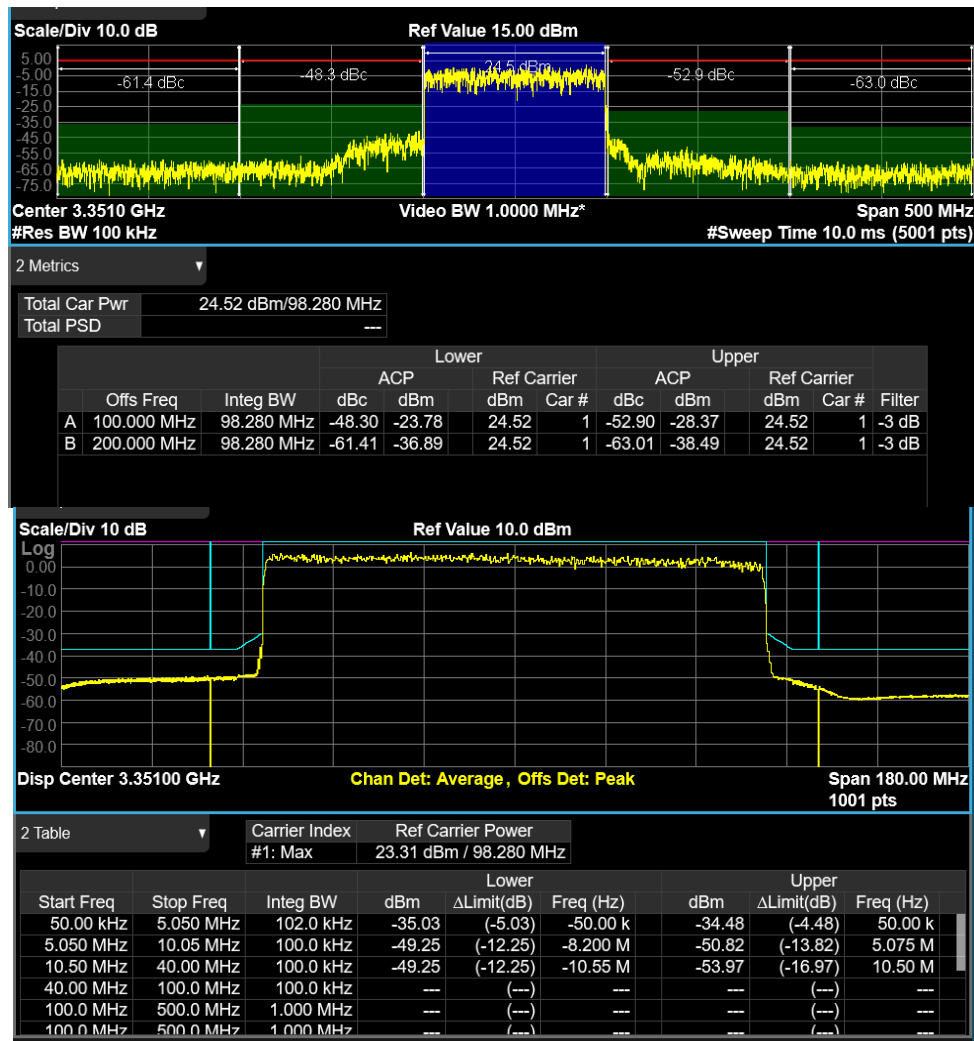 Scale/Div 10.0 dB Ref Value 15.00 dBm
5.00
-5.00
-15.0
-25.0
-35.0
-45.0
-55.0
-65.0
-75.0
-61.4 dBc -48.3 dBc 24.5 dBm -52.9 dBc -63.0 dBc
Center 3.3510 GHz Video BW 1.0000 MHz* Span 500 MHz
#Res BW 100 kHz #Sweep Time 10.0 ms (5001 pts)
2 Metrics ▼
Total Car Pwr 24.52 dBm/98.280 MHz
Total PSD ---
Lower Upper
ACP Ref Carrier ACP Ref Carrier
Offs Freq Integ BW dBc dBm dBm Car # dBc dBm dBm Car # Filter
A 100.000 MHz 98.280 MHz -48.30 -23.78 24.52 1 -52.90 -28.37 24.52 1 -3 dB
B 200.000 MHz 98.280 MHz -61.41 -36.89 24.52 1 -63.01 -38.49 24.52 1 -3 dB
Scale/Div 10 dB Ref Value 10.0 dBm
Log
0.00
-10.0
-20.0
-30.0
-40.0
-50.0
-60.0
-70.0
-80.0
Disp Center 3.35100 GHz Chan Det: Average , Offs Det: Peak Span 180.00 MHz
1001 pts
2 Table ▼ Carrier Index Ref Carrier Power
#1: Max 23.31 dBm / 98.280 MHz
Lower Upper
Start Freq Stop Freq Integ BW dBm ΔLimit(dB) Freq (Hz) dBm ΔLimit(dB) Freq (Hz)
50.00 kHz 5.050 MHz 102.0 kHz -35.03 (-5.03) -50.00 k -34.48 (-4.48) 50.00 k
5.050 MHz 10.05 MHz 100.0 kHz -49.25 (-12.25) -8.200 M -50.82 (-13.82) 5.075 M
10.50 MHz 40.00 MHz 100.0 kHz -49.25 (-12.25) -10.55 M -53.97 (-16.97) 10.50 M
40.00 MHz 100.0 MHz 100.0 kHz --- (---) --- --- (---) ---
100.0 MHz 500.0 MHz 1.000 MHz --- (---) --- --- (---) ---
100.0 MHz 500.0 MHz 1.000 MHz --- (---) --- --- (---) ---